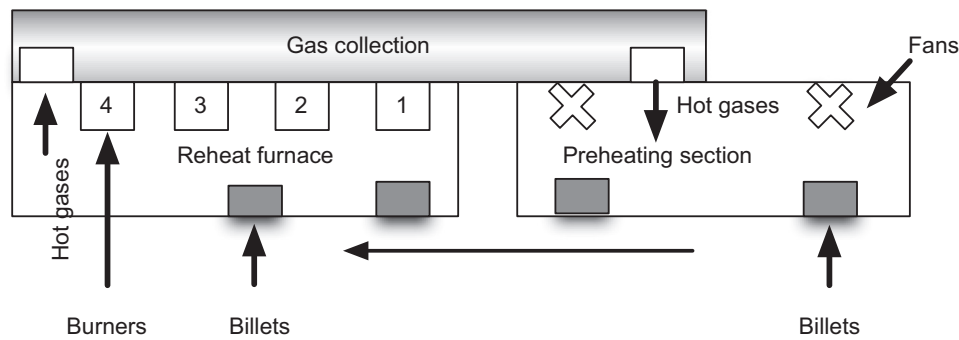 Gas collection
Fans
4
3
2
1
Hot gases
Reheat furnace
Preheating section
Hot gases
Burners
Billets
Billets